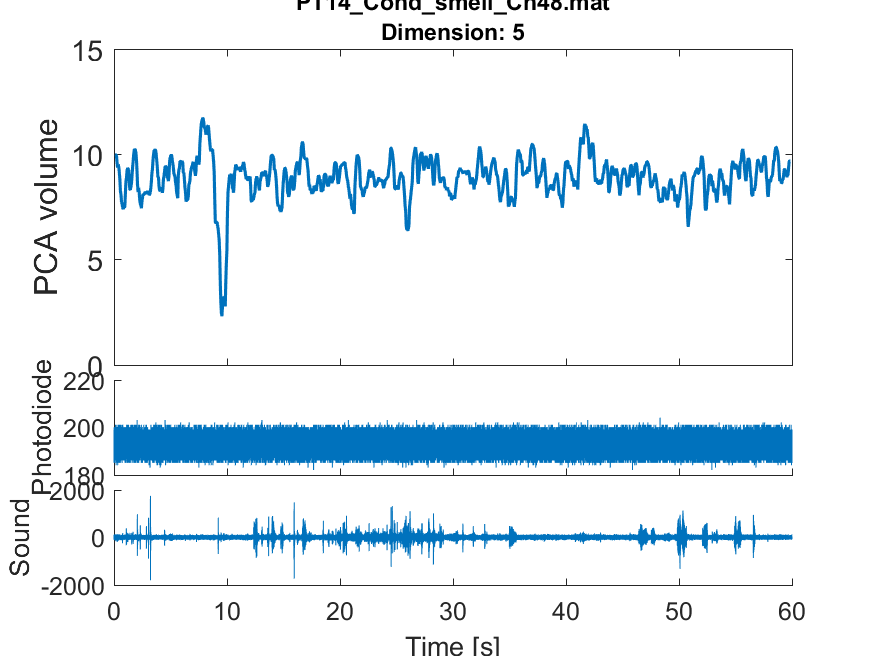 PT14_Cond_smell_Ch48.mat
Dimension: 5
15
10
5
0
PCA volume
220
200
180
Photodiode
2000
0
-2000
Sound
0 10 20 30 40 50 60
Time [s]